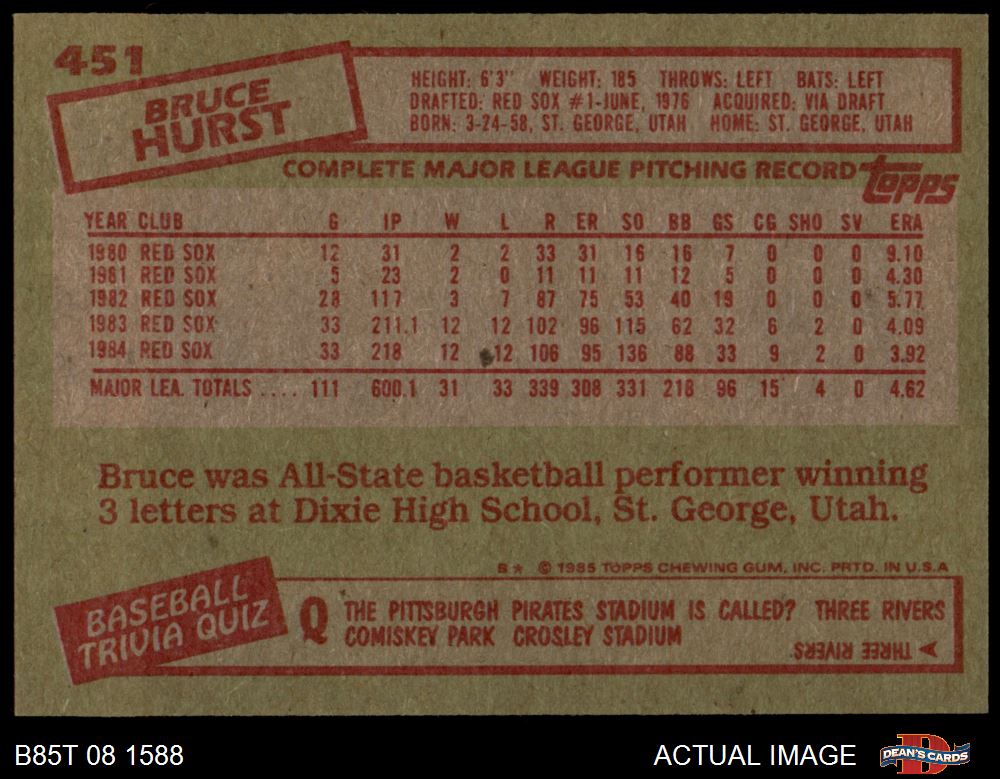 451
BRUCE
HURST
HEIGHT: 6'3" WEIGHT: 185 THROWS: LEFT BATS: LEFT
DRAFTED: RED SOX #1-JUNE, 1976 ACQUIRED: VIA DRAFT
BORN: 3-24-58, ST. GEORGE, UTAH HOME: ST. GEORGE, UTAH
COMPLETE MAJOR LEAGUE PITCHING RECORD topps
YEAR CLUB G IP W L R ER SO BB GS CG SHO SV ERA
1980 RED SOX 12 31 2 2 33 31 16 16 7 0 0 0 9.10
1981 RED SOX 5 23 2 0 11 11 11 12 5 0 0 0 4.30
1982 RED SOX 28 117 3 7 87 75 53 40 19 0 0 0 5.77
1983 RED SOX 33 211.1 12 12 102 96 115 62 32 6 2 0 4.09
1984 RED SOX 33 218 12 12 106 95 136 88 33 9 2 0 3.92
MAJOR LEA. TOTALS .... 111 600.1 31 33 339 308 331 218 96 15 4 0 4.62
Bruce was All-State basketball performer winning
3 letters at Dixie High School, St. George, Utah.
B* © 1985 TOPPS CHEWING GUM, INC. PRTD. IN U.S.A
BASEBALL
TRIVIA QUIZ
Q THE PITTSBURGH PIRATES STADIUM IS CALLED? THREE RIVERS
COMISKEY PARK CROSLEY STADIUM
THREE RIVERS
B85T 08 1588
ACTUAL IMAGE
D
DEAN'S CARDS